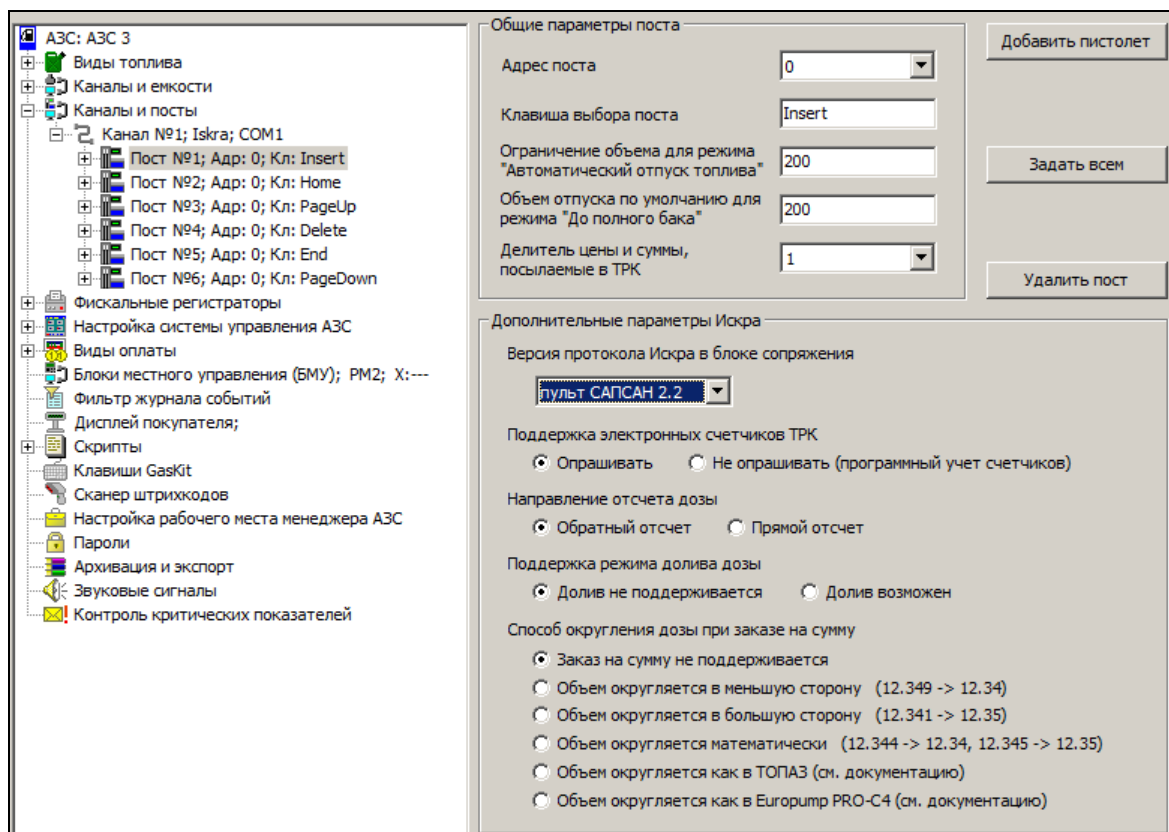 АЗС: АЗС 3
Виды топлива
Каналы и емкости
Каналы и посты
Канал №1; Iskra; COM1
Пост №1; Адр: 0; Кл: Insert
Пост №2; Адр: 0; Кл: Home
Пост №3; Адр: 0; Кл: PageUp
Пост №4; Адр: 0; Кл: Delete
Пост №5; Адр: 0; Кл: End
Пост №6; Адр: 0; Кл: PageDown
Фискальные регистраторы
Настройка системы управления АЗС
Виды оплаты
Блоки местного управления (БМУ); PM2; X:---
Фильтр журнала событий
Дисплей покупателя;
Скрипты
Клавиши GasKit
Сканер штрихкодов
Настройка рабочего места менеджера АЗС
Пароли
Архивация и экспорт
Звуковые сигналы
Контроль критических показателей
Общие параметры поста
Адрес поста
0
Клавиша выбора поста
Insert
Ограничение объема для режима
"Автоматический отпуск топлива"
200
Объем отпуска по умолчанию для
режима "До полного бака"
200
Делитель цены и суммы,
посылаемые в ТРК
1
Добавить пистолет
Задать всем
Удалить пост
Дополнительные параметры Искра
Версия протокола Искра в блоке сопряжения
пульт САПСАН 2.2
Поддержка электронных счетчиков ТРК
Опрашивать
Не опрашивать (программный учет счетчиков)
Направление отсчета дозы
Обратный отсчет
Прямой отсчет
Поддержка режима долива дозы
Долив не поддерживается
Долив возможен
Способ округления дозы при заказе на сумму
Заказ на сумму не поддерживается
Объем округляется в меньшую сторону (12.349 -> 12.34)
Объем округляется в большую сторону (12.341 -> 12.35)
Объем округляется математически (12.344 -> 12.34, 12.345 -> 12.35)
Объем округляется как в ТОПАЗ (см. документацию)
Объем округляется как в Europump PRO-C4 (см. документацию)